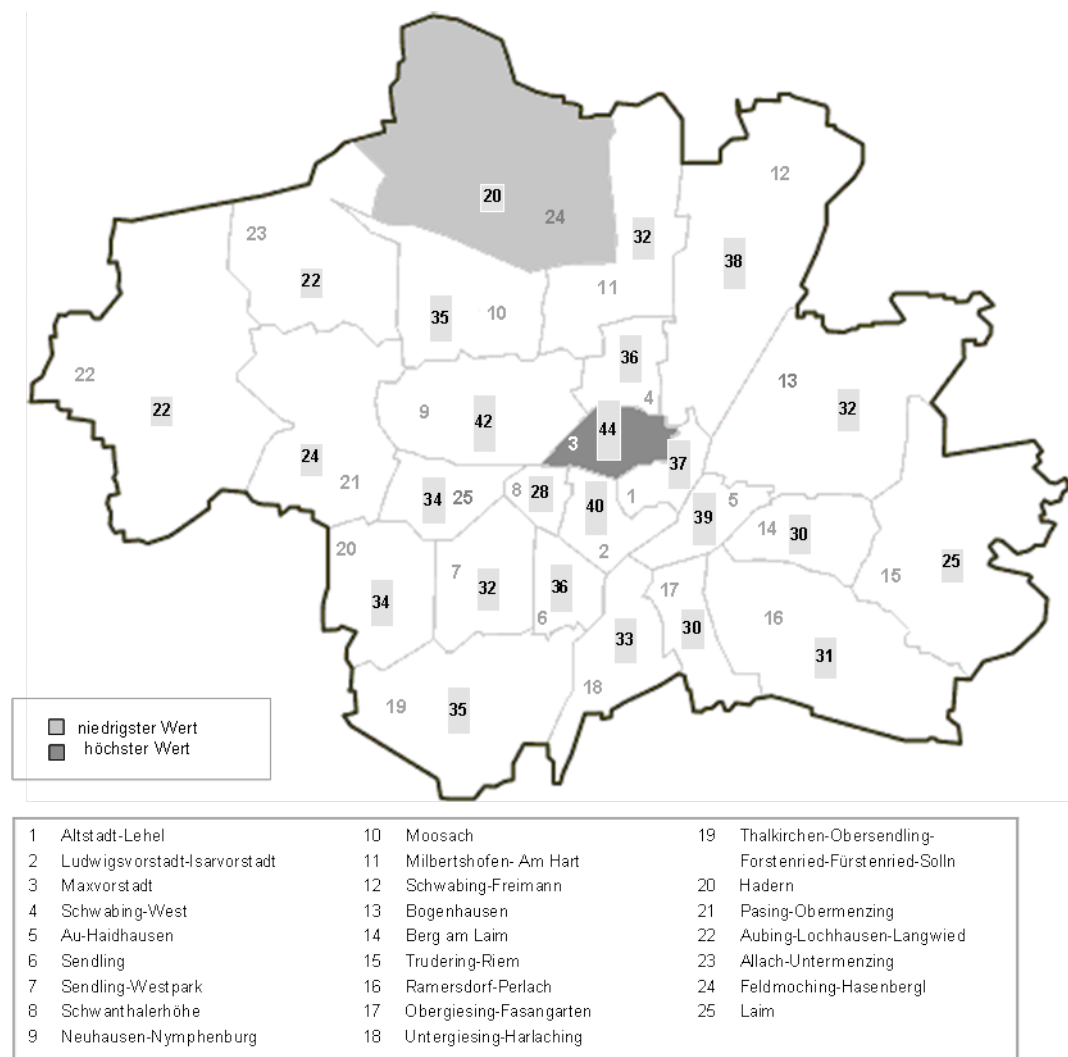 20
24
12
23
32
38
22
11
35
10
36
22
13
4
32
9
42
44
22
3
24
37
21
34
25
8
28
40
1
39
5
14
30
2
20
25
7
32
36
17
15
34
6
33
30
16
31
18
19
35
niedrigster Wert
höchster Wert
1 Altstadt-Lehel
2 Ludwigsvorstadt-Isarvorstadt
3 Maxvorstadt
4 Schwabing-West
5 Au-Haidhausen
6 Sendling
7 Sendling-Westpark
8 Schwanthalerhöhe
9 Neuhausen-Nymphenburg
10 Moosach
11 Milbertshofen- Am Hart
12 Schwabing-Freimann
13 Bogenhausen
14 Berg am Laim
15 Trudering-Riem
16 Ramersdorf-Perlach
17 Obergiesing-Fasangarten
18 Untergiesing-Harlaching
19 Thalkirchen-Obersendling-
Forstenried-Fürstenried-Solln
20 Hadern
21 Pasing-Obermenzing
22 Aubing-Lochhausen-Langwied
23 Allach-Untermenzing
24 Feldmoching-Hasenbergl
25 Laim